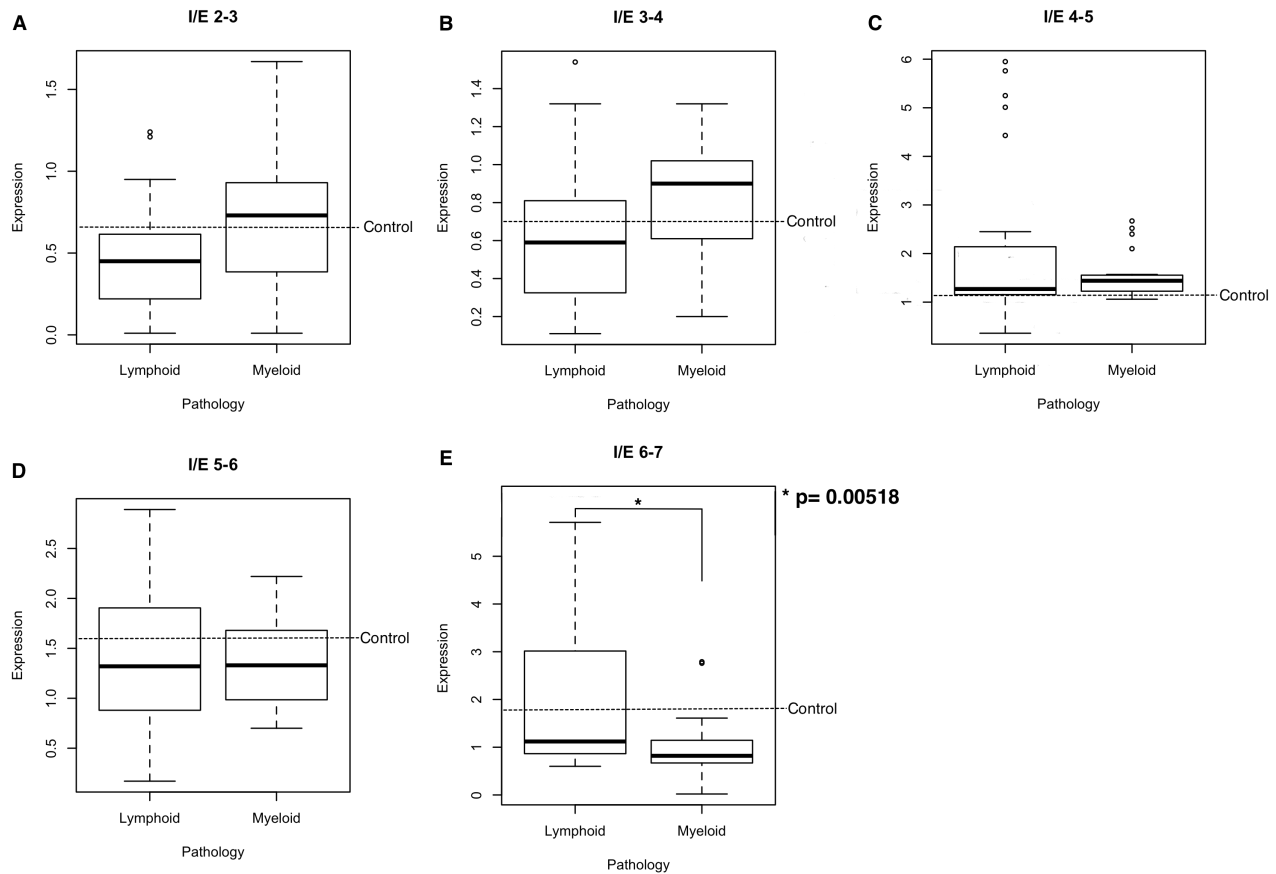 A
I/E 2-3
Expression
0.0
0.5
1.0
1.5
Control
Lymphoid
Myeloid
Pathology
B
I/E 3-4
Expression
0.2
0.4
0.6
0.8
1.0
1.2
1.4
Control
Lymphoid
Myeloid
Pathology
C
I/E 4-5
Expression
1
2
3
4
5
6
Control
Lymphoid
Myeloid
Pathology
D
I/E 5-6
Expression
0.5
1.0
1.5
2.0
2.5
Control
Lymphoid
Myeloid
Pathology
E
I/E 6-7
Expression
0
1
2
3
4
5
*
* p= 0.00518
Control
Lymphoid
Myeloid
Pathology